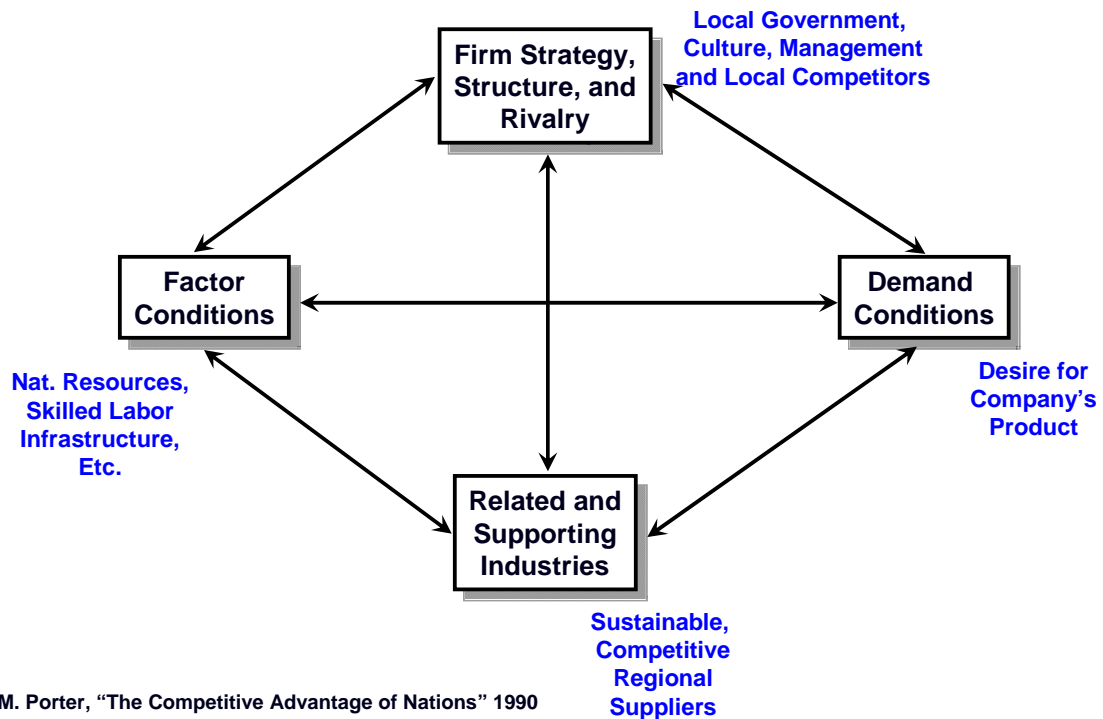 Local Government,
Culture, Management
and Local Competitors
Firm Strategy,
Structure, and
Rivalry
Factor
Conditions
Demand
Conditions
Nat. Resources,
Skilled Labor
Infrastructure,
Etc.
Desire for
Company’s
Product
Related and
Supporting
Industries
Sustainable,
Competitive
Regional
Suppliers
M. Porter, “The Competitive Advantage of Nations” 1990